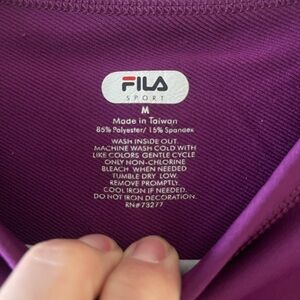 FILA
SPORT
M
Made in Taiwan
85% Polyester/ 15% Spandex
WASH INSIDE OUT.
MACHINE WASH COLD WITH
LIKE COLORS GENTLE CYCLE
ONLY NON-CHLORINE
BLEACH WHEN NEEDED
TUMBLE DRY LOW.
REMOVE PROMPTLY.
COOL IRON IF NEEDED.
DO NOT IRON DECORATION.
RN#73277